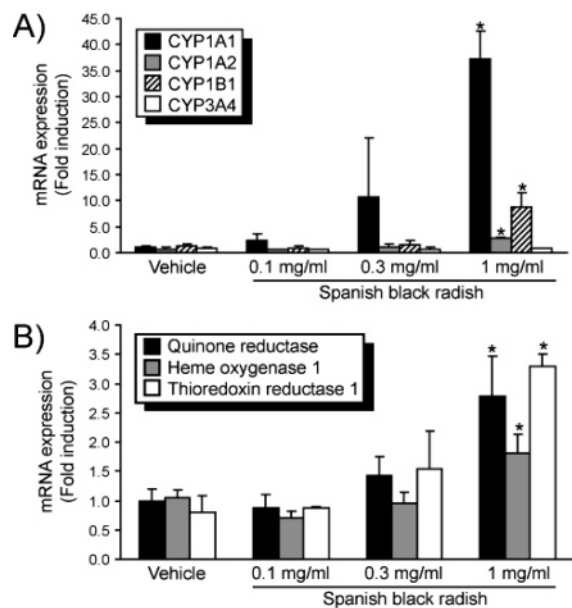 A)
mRNA expression
(Fold induction)
45.0
40.0
35.0
30.0
25.0
20.0
15.0
10.0
5.0
0.0
CYP1A1
CYP1A2
CYP1B1
CYP3A4
*
*
*
Vehicle 0.1 mg/ml 0.3 mg/ml 1 mg/ml
Spanish black radish
B)
mRNA expression
(Fold induction)
4.0
3.5
3.0
2.5
2.0
1.5
1.0
0.5
0.0
Quinone reductase
Heme oxygenase 1
Thioredoxin reductase 1
* *
*
Vehicle 0.1 mg/ml 0.3 mg/ml 1 mg/ml
Spanish black radish